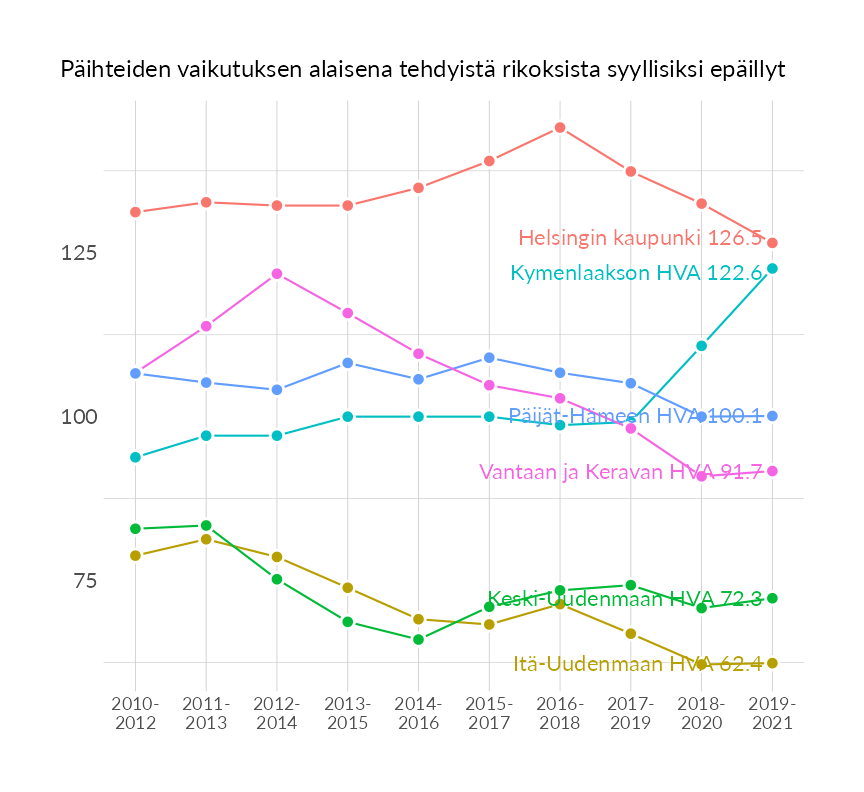 Päihteiden vaikutuksen alaisena tehdyistä rikoksista syyllisiksi epäillyt
Helsingin kaupunki 126.5
125
Kymenlaakson HVA 122.6
Päijät-Hämeen HVA 100.1
100
Vantaan ja Keravan HVA 91.7
75
Keski-Uudenmaan HVA 72.3
Itä-Uudenmaan HVA 62.4
2010- 2011- 2012- 2013- 2014- 2015- 2016- 2017- 2018- 2019-
2012 2013 2014 2015 2016 2017 2018 2019 2020 2021